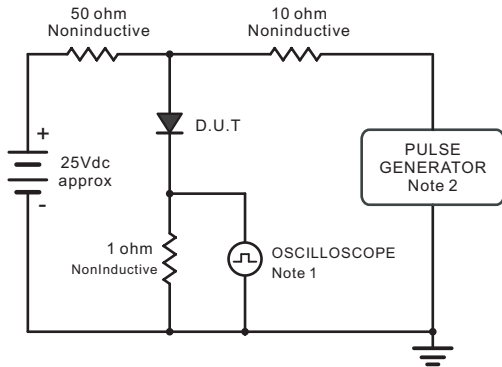 50 ohm
Noninductive
10 ohm
Noninductive
D.U.T
+
25Vdc
approx
-
PULSE
GENERATOR
Note 2
1 ohm
NonInductive
OSCILLOSCOPE
Note 1